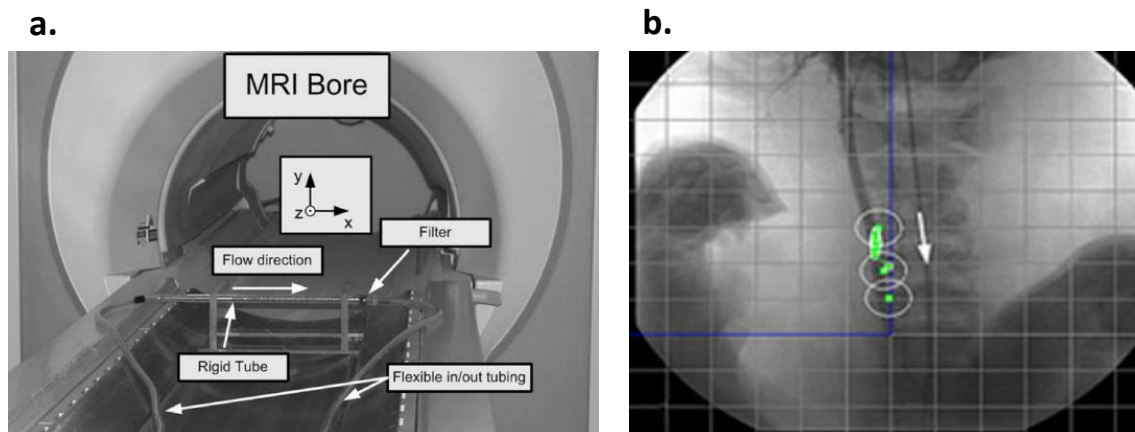 a.
b.
MRI Bore
y
z
x
Filter
Flow direction
Rigid Tube
Flexible in/out tubing